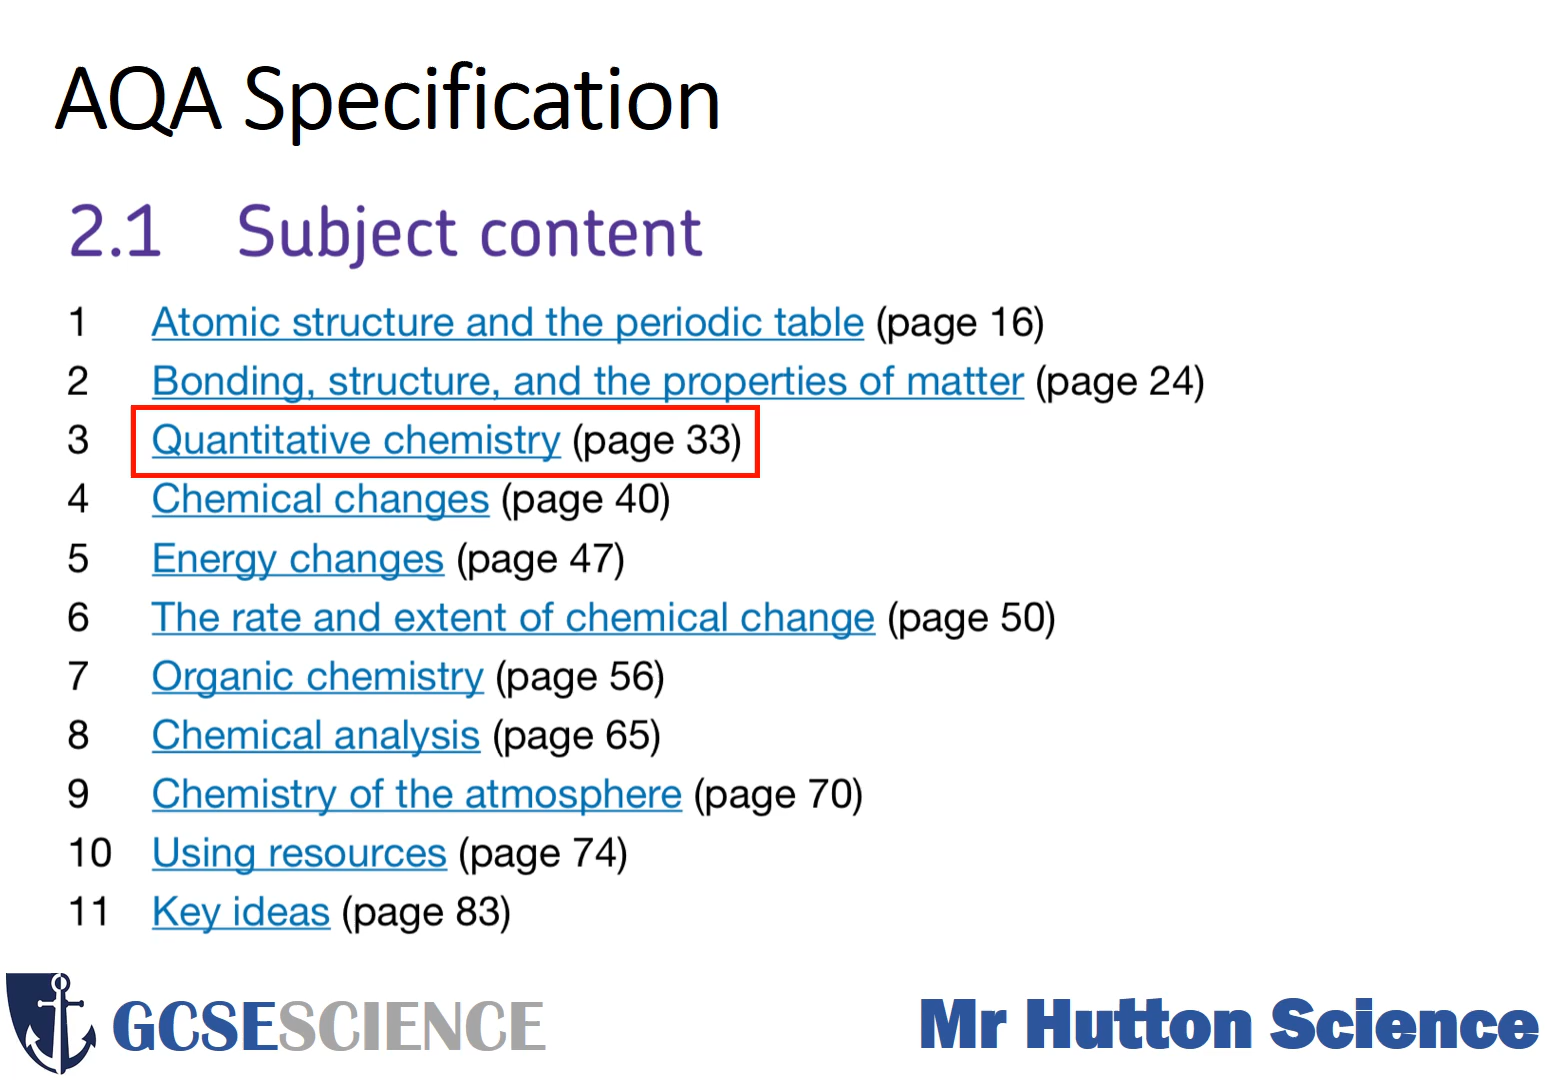 AQA Specification
2.1 Subject content
1 Atomic structure and the periodic table (page 16)
2 Bonding, structure, and the properties of matter (page 24)
3 Quantitative chemistry (page 33)
4 Chemical changes (page 40)
5 Energy changes (page 47)
6 The rate and extent of chemical change (page 50)
7 Organic chemistry (page 56)
8 Chemical analysis (page 65)
9 Chemistry of the atmosphere (page 70)
10 Using resources (page 74)
11 Key ideas (page 83)
GCSESCIENCE
Mr Hutton Science